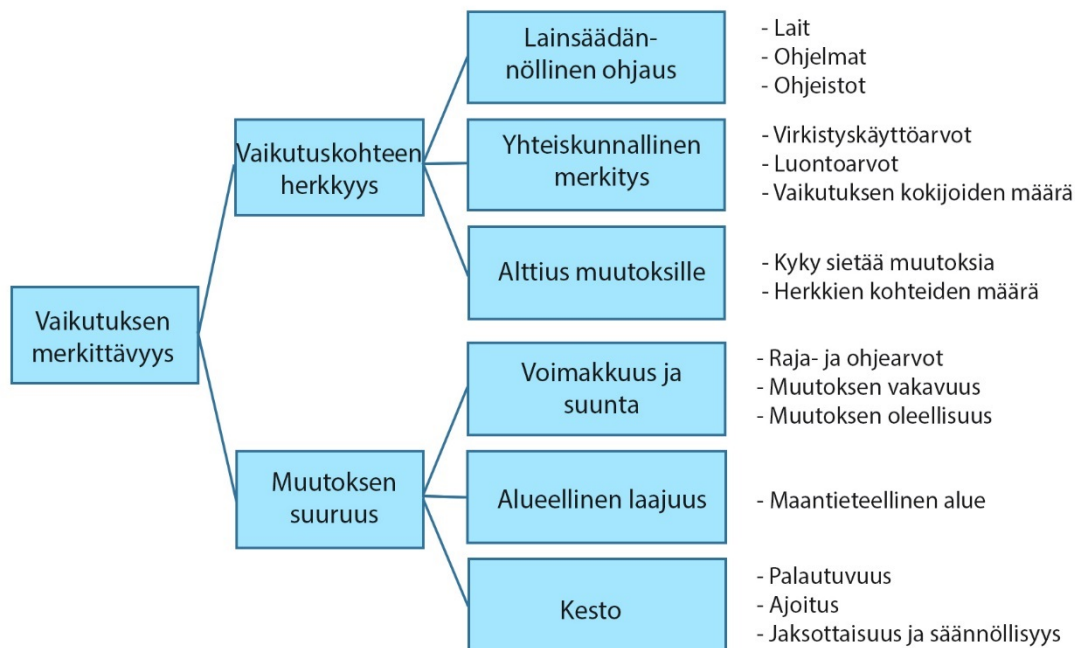 Vaikutuksen
merkittävyys
Vaikutuskohteen
herkkyys
Lainsäädän-
nöllinen ohjaus
- Lait
- Ohjelmat
- Ohjeistot
Yhteiskunnallinen
merkitys
- Virkistyskäyttöarvot
- Luontoarvot
- Vaikutuksen kokijoiden määrä
Alttius muutoksille
- Kyky sietää muutoksia
- Herkkien kohteiden määrä
Muutoksen
suuruus
Voimakkuus ja
suunta
- Raja- ja ohjearvot
- Muutoksen vakavuus
- Muutoksen oleellisuus
Alueellinen laajuus
- Maantieteellinen alue
Kesto
- Palautuvuus
- Ajoitus
- Jaksottaisuus ja säännöllisyys